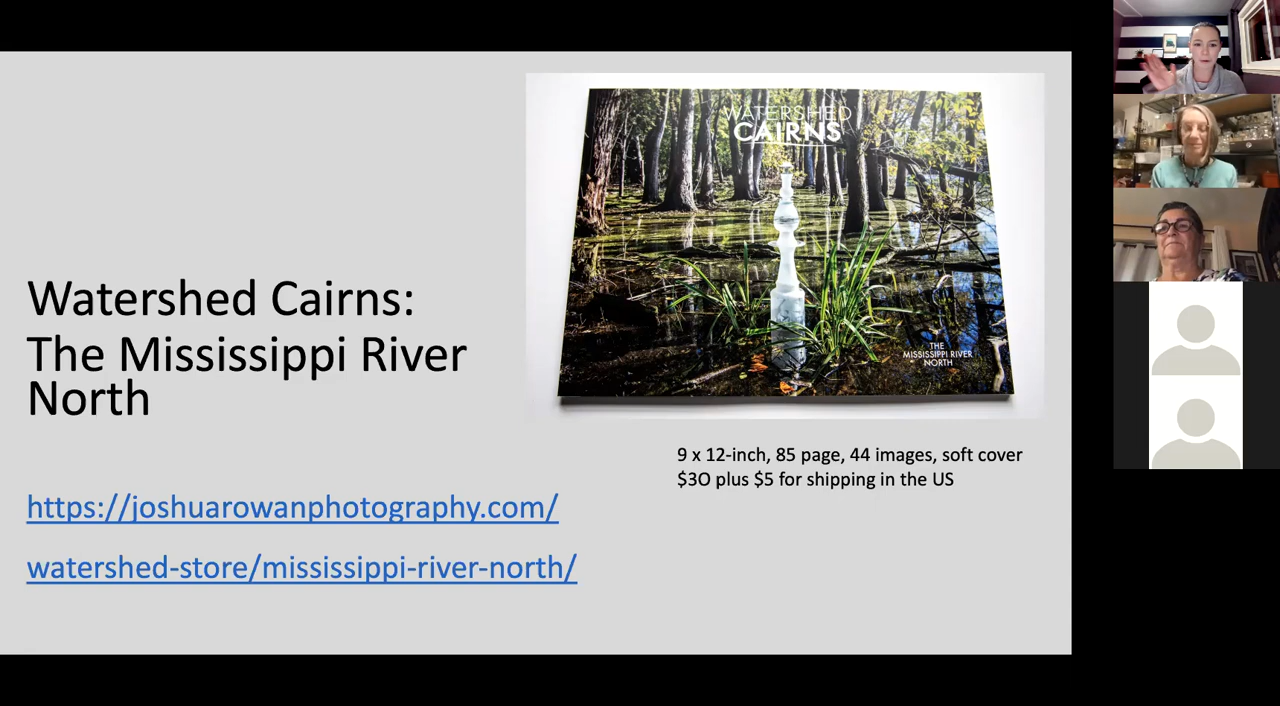 WATERSHED
CAIRNS
THE
MISSISSIPPI RIVER
NORTH
Watershed Cairns:
The Mississippi River
North
9 x 12-inch, 85 page, 44 images, soft cover
$30 plus $5 for shipping in the US
https://joshuarowanphotography.com/
watershed-store/mississippi-river-north/